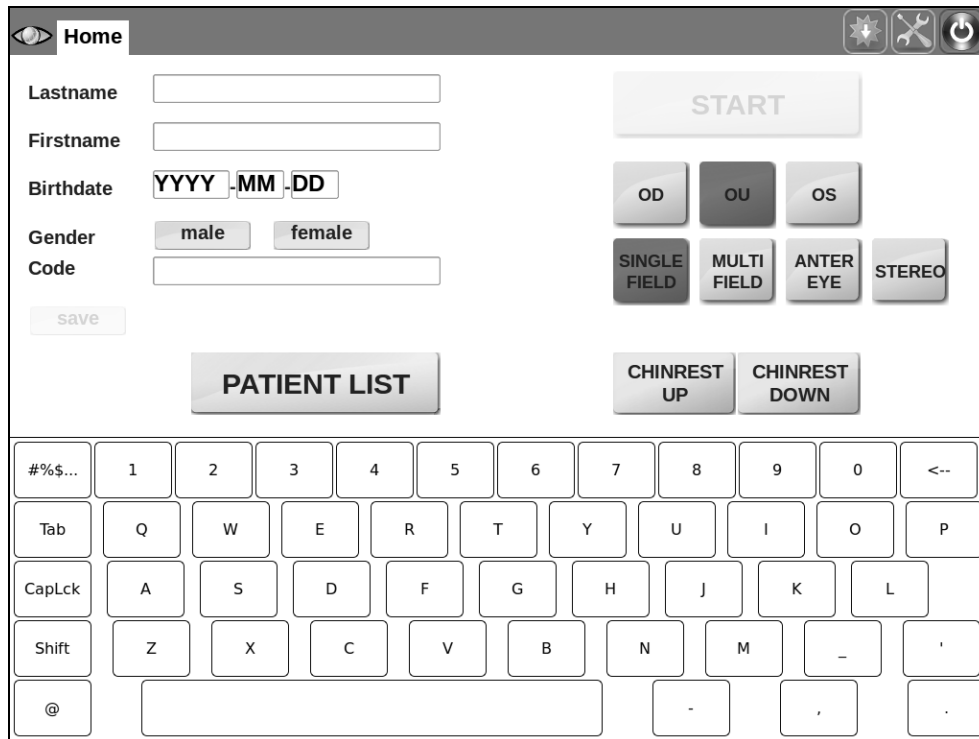 Home
Lastname
START
Firstname
Birthdate YYYY - MM - DD
OD OU OS
Gender male female
Code
SINGLE FIELD MULTI FIELD ANTER EYE STEREO
save
PATIENT LIST
CHINREST UP CHINREST DOWN
#%$... 1 2 3 4 5 6 7 8 9 0 <--
Tab Q W E R T Y U I O P
CapLck A S D F G H J K L
Shift Z X C V B N M _ '
@ - , .